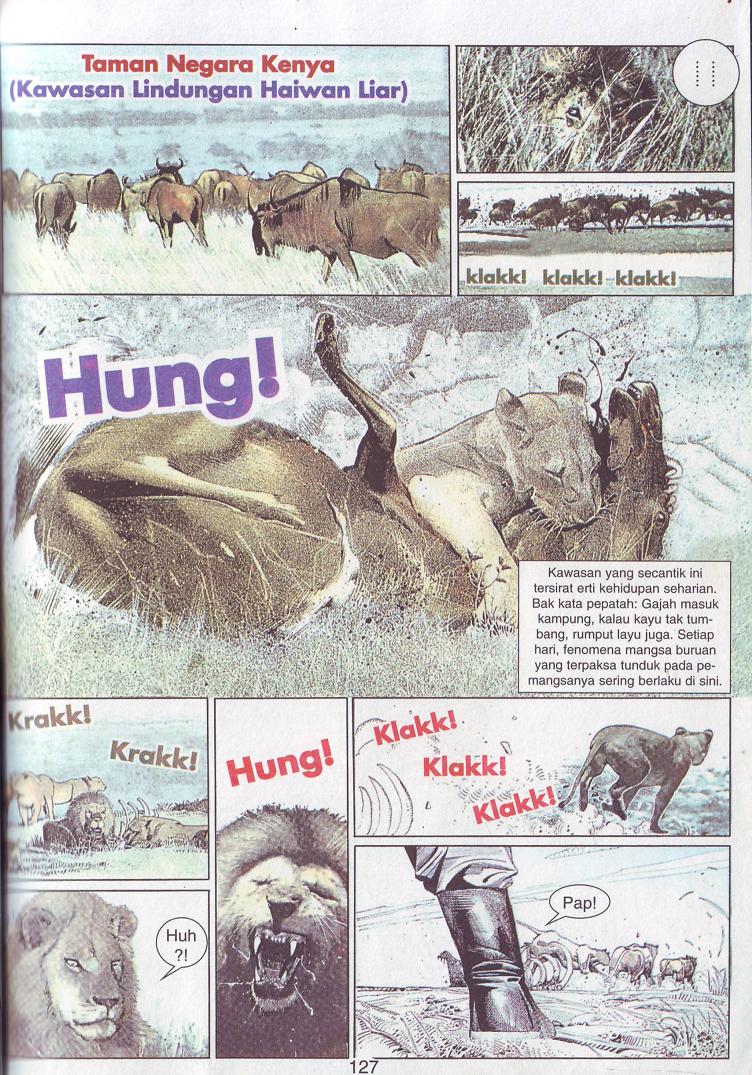 Taman Negara Kenya
(Kawasan Lindungan Haiwan Liar)
klakk! klakk! klakk!
Hung!
Kawasan yang secantik ini
tersirat erti kehidupan seharian.
Bak kata pepatah: Gajah masuk
kampung, kalau kayu tak tum-
bang, rumput layu juga. Setiap
hari, fenomena mangsa buruan
yang terpaksa tunduk pada pe-
mangsanya sering berlaku di sini.
Krakk!
Krakk!
Hung!
Klakk!
Klakk!
Klakk!
Huh
?!
Pap!
127